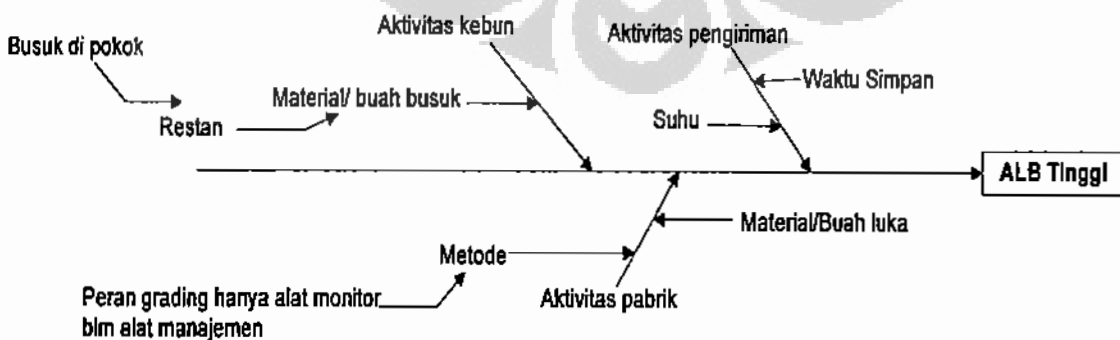 Busuk di pokok
Aktivitas kebun
Aktivitas pengiriman
Waktu Simpan
Material/ buah busuk
Suhu
Restan
ALB Tinggi
Material/Buah luka
Metode
Aktivitas pabrik
Peran grading hanya alat monitor
blm alat manajemen